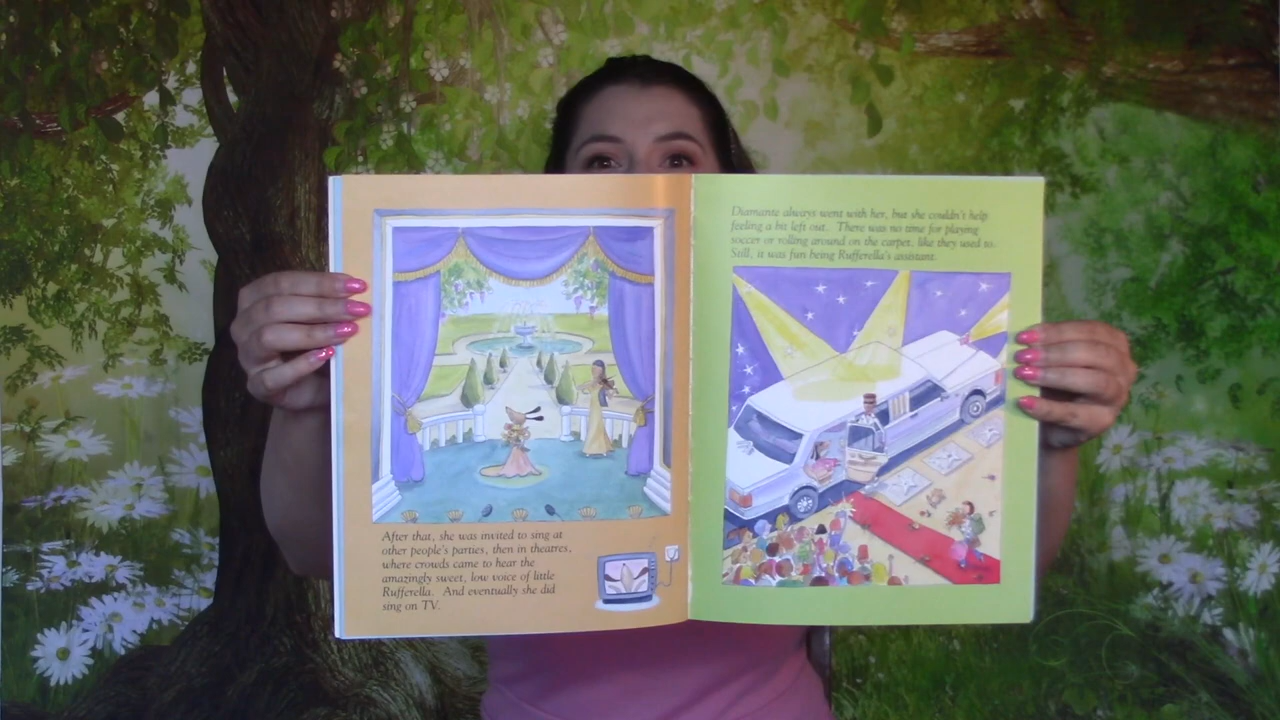 After that, she was invited to sing at
other people's parties, then in theatres,
where crowds came to hear the
amazingly sweet, low voice of little
Rufferella. And eventually she did
sing on TV.
Diamante always went with her, but she couldn't help
feeling a bit left out. There was no time for playing
soccer or rolling around on the carpet, like they used to.
Still, it was fun being Rufferella's assistant.